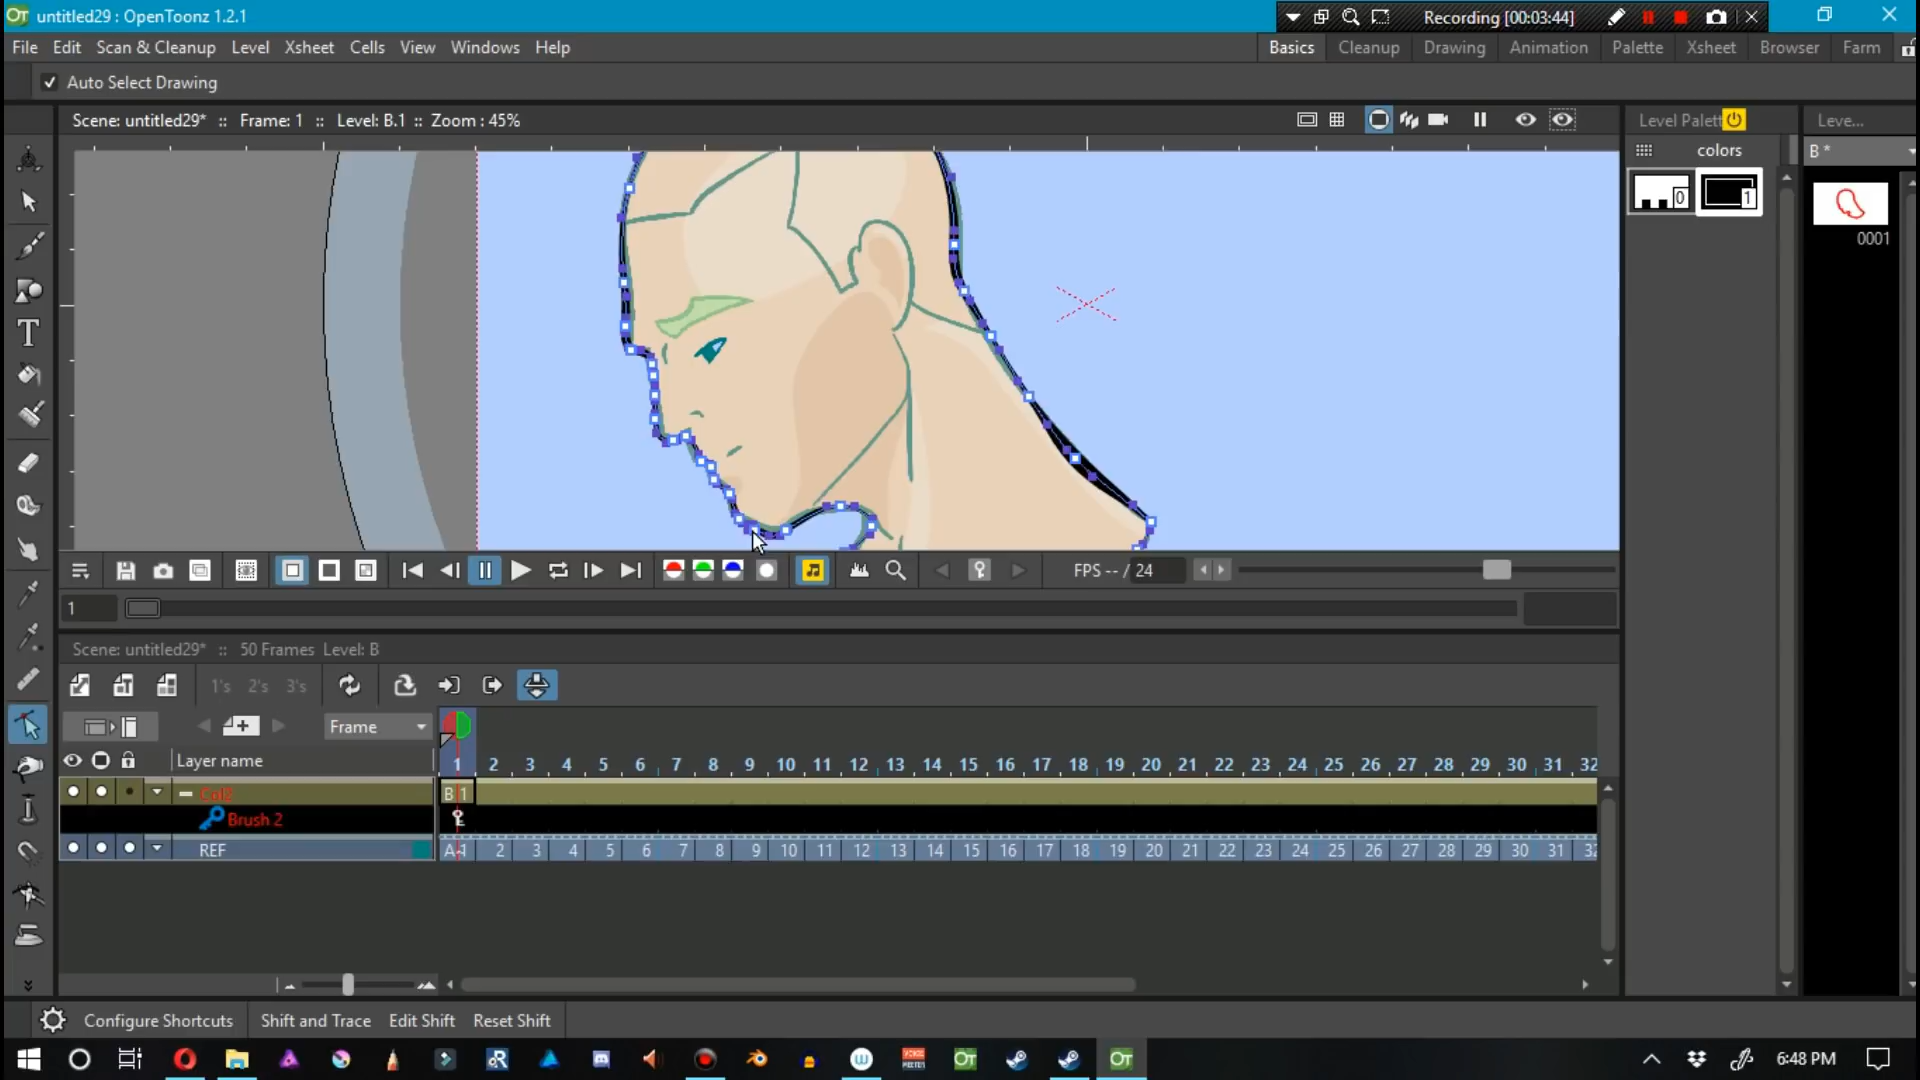 untitled29 : OpenToonz 1.2.1
Recording [00:03:44]
File Edit Scan & Cleanup Level Xsheet Cells View Windows Help
Basics Cleanup Drawing Animation Palette Xsheet Browser Farm
Auto Select Drawing
Scene: untitled29* :: Frame: 1 :: Level: B.1 :: Zoom : 45%
Level Palett
Leve...
colors
B *
0
1
0001
FPS -- / 24
1
Scene: untitled29* :: 50 Frames Level: B
1's 2's 3's
Frame
Layer name
1 2 3 4 5 6 7 8 9 10 11 12 13 14 15 16 17 18 19 20 21 22 23 24 25 26 27 28 29 30 31 32
Col2
B 1
Brush 2
REF
A 1 2 3 4 5 6 7 8 9 10 11 12 13 14 15 16 17 18 19 20 21 22 23 24 25 26 27 28 29 30 31 32
Configure Shortcuts Shift and Trace Edit Shift Reset Shift
6:48 PM